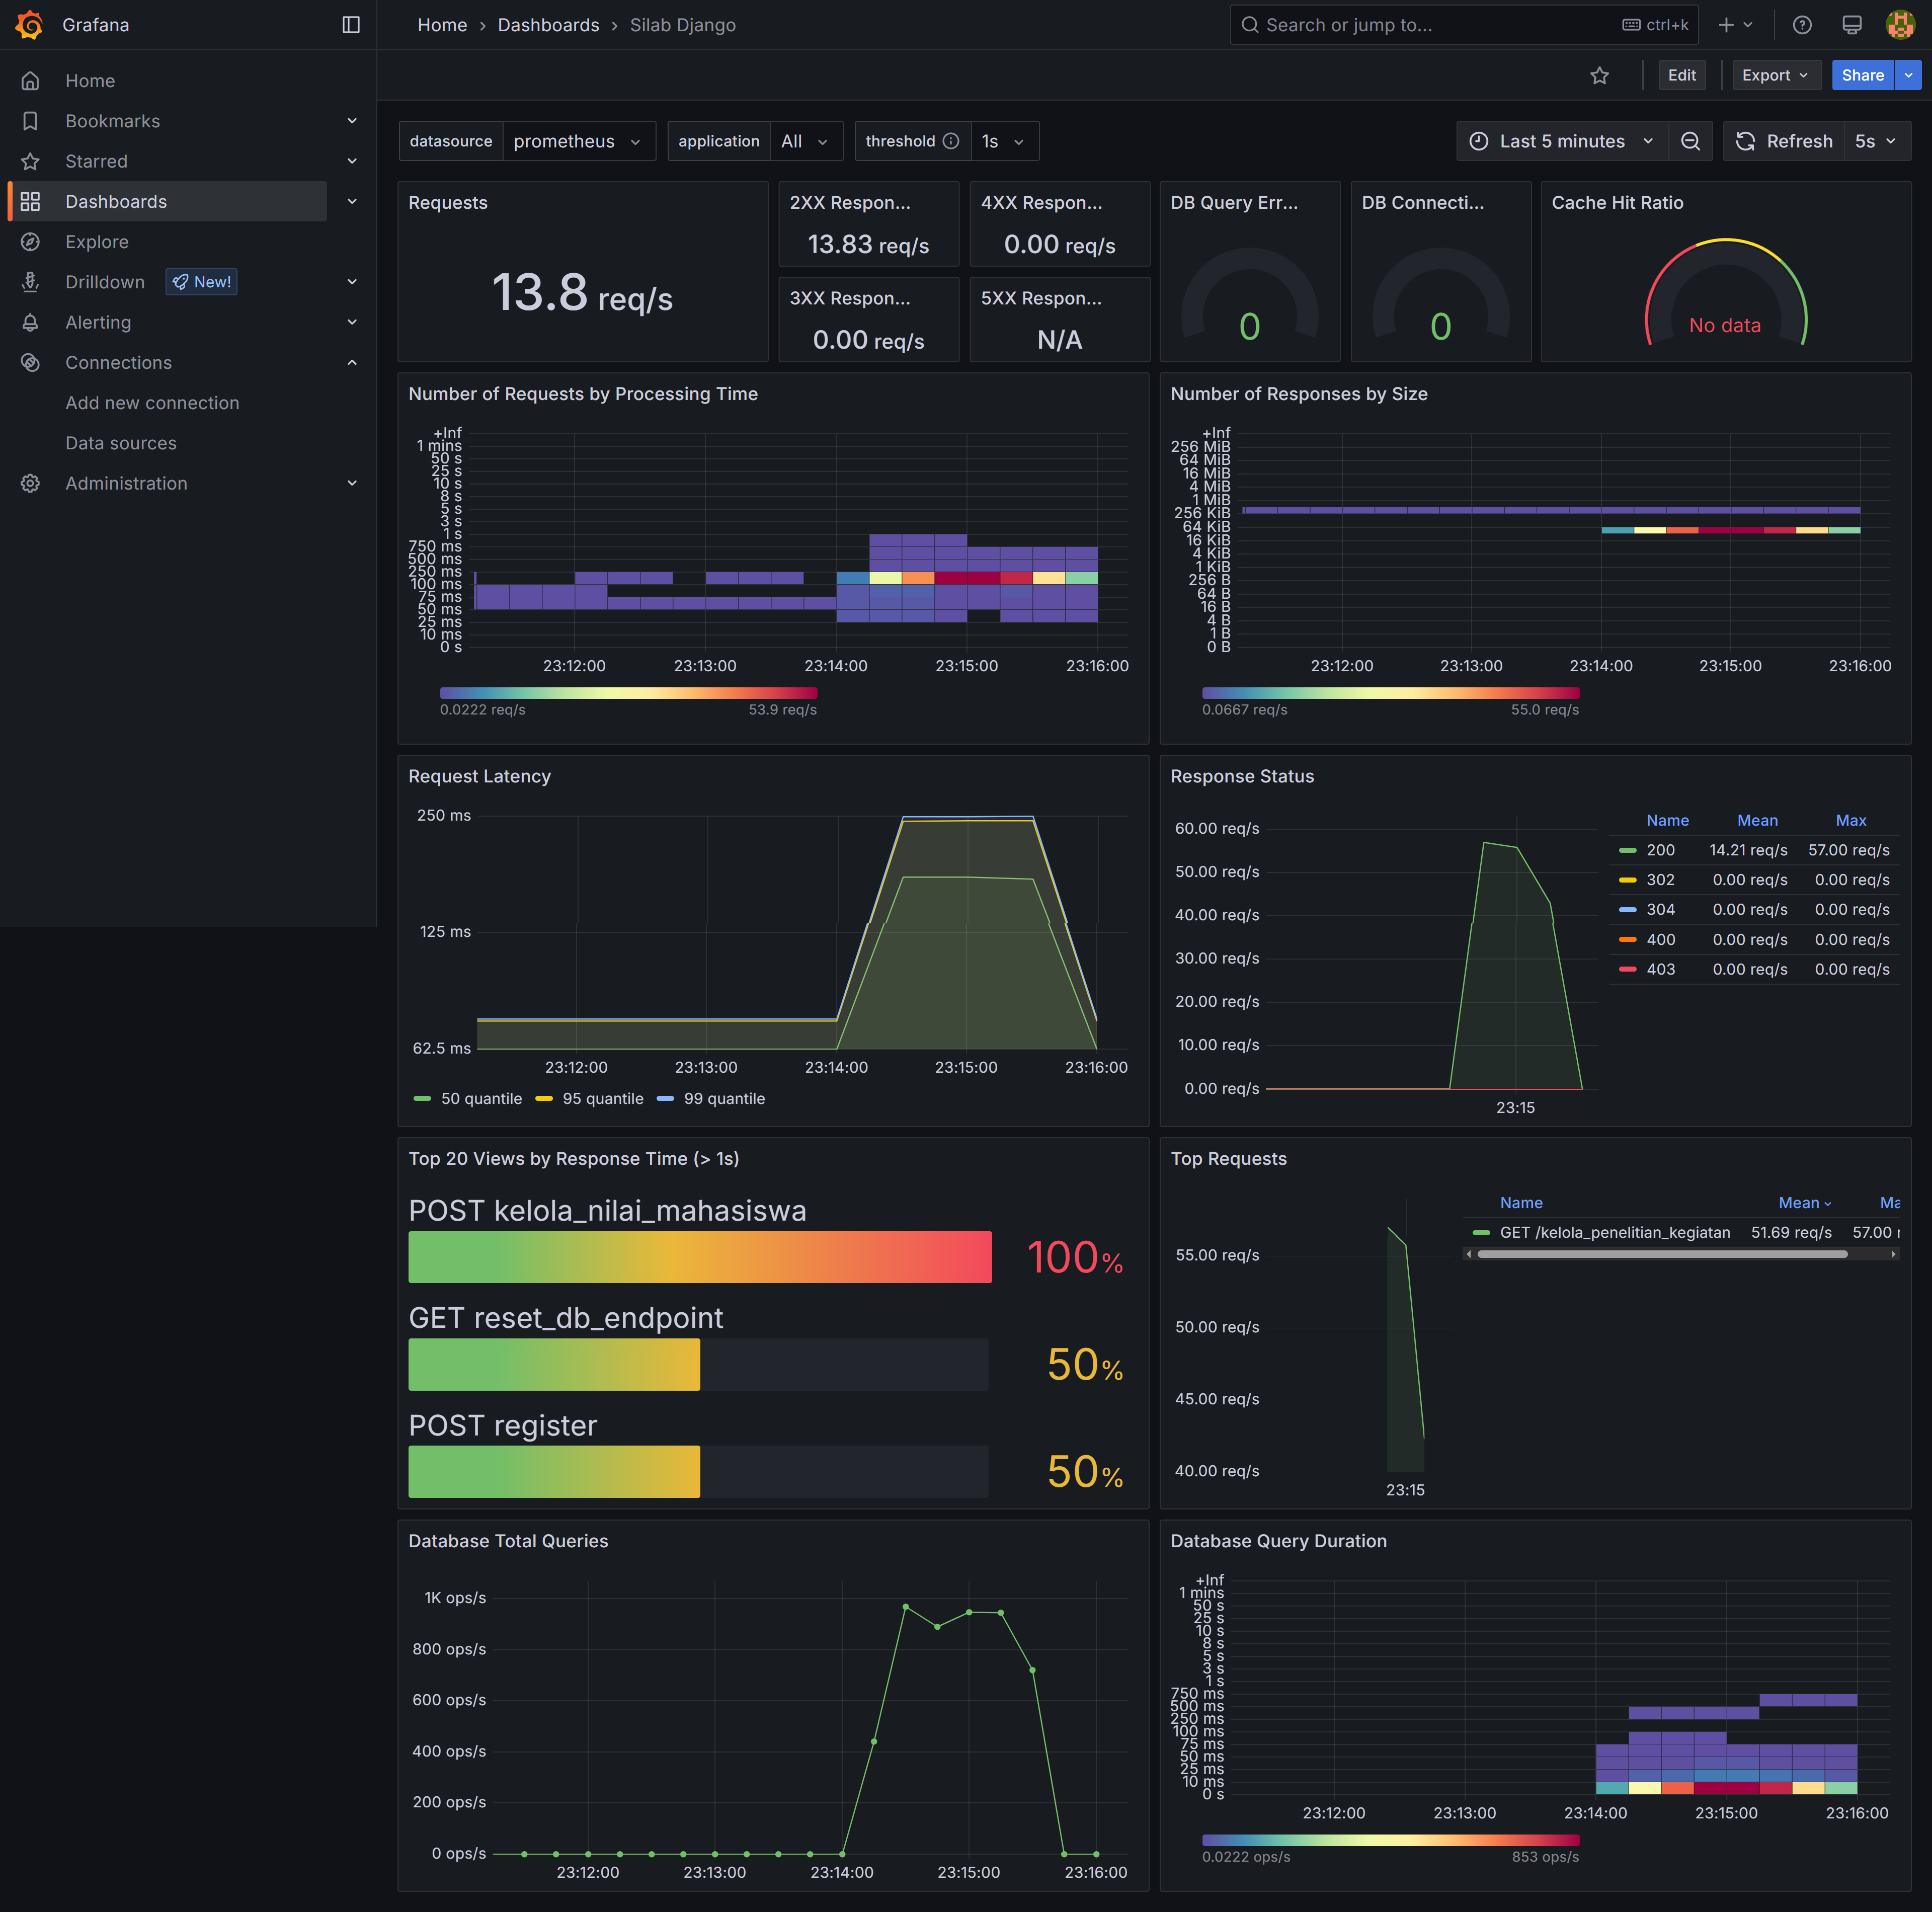 Grafana
Home › Dashboards › Silab Django
Search or jump to...
ctrl+k
Home
Bookmarks
Starred
Dashboards
Explore
Drilldown
New!
Alerting
Connections
Add new connection
Data sources
Administration
Edit
Export
Share
datasource
prometheus
application
All
threshold
1s
Last 5 minutes
Refresh
5s
Requests
13.8 req/s
2XX Respon...
13.83 req/s
4XX Respon...
0.00 req/s
3XX Respon...
0.00 req/s
5XX Respon...
N/A
DB Query Err...
0
DB Connecti...
0
Cache Hit Ratio
No data
Number of Requests by Processing Time
+Inf
1 mins
50 s
25 s
10 s
8 s
5 s
3 s
1 s
750 ms
500 ms
250 ms
100 ms
75 ms
50 ms
25 ms
10 ms
0 s
23:12:00 23:13:00 23:14:00 23:15:00 23:16:00
0.0222 req/s 53.9 req/s
Number of Responses by Size
+Inf
256 MiB
64 MiB
16 MiB
4 MiB
1 MiB
256 KiB
64 KiB
16 KiB
4 KiB
1 KiB
256 B
64 B
16 B
4 B
1 B
0 B
23:12:00 23:13:00 23:14:00 23:15:00 23:16:00
0.0667 req/s 55.0 req/s
Request Latency
250 ms
125 ms
62.5 ms
23:12:00 23:13:00 23:14:00 23:15:00 23:16:00
50 quantile 95 quantile 99 quantile
Response Status
60.00 req/s
50.00 req/s
40.00 req/s
30.00 req/s
20.00 req/s
10.00 req/s
0.00 req/s
23:15
Name Mean Max
200 14.21 req/s 57.00 req/s
302 0.00 req/s 0.00 req/s
304 0.00 req/s 0.00 req/s
400 0.00 req/s 0.00 req/s
403 0.00 req/s 0.00 req/s
Top 20 Views by Response Time (> 1s)
POST kelola_nilai_mahasiswa
100%
GET reset_db_endpoint
50%
POST register
50%
Top Requests
55.00 req/s
50.00 req/s
45.00 req/s
40.00 req/s
23:15
Name Mean Ma
GET /kelola_penelitian_kegiatan 51.69 req/s 57.00 r
Database Total Queries
1K ops/s
800 ops/s
600 ops/s
400 ops/s
200 ops/s
0 ops/s
23:12:00 23:13:00 23:14:00 23:15:00 23:16:00
Database Query Duration
+Inf
1 mins
50 s
25 s
10 s
8 s
5 s
3 s
1 s
750 ms
500 ms
250 ms
100 ms
75 ms
50 ms
25 ms
10 ms
0 s
23:12:00 23:13:00 23:14:00 23:15:00 23:16:00
0.0222 ops/s 853 ops/s